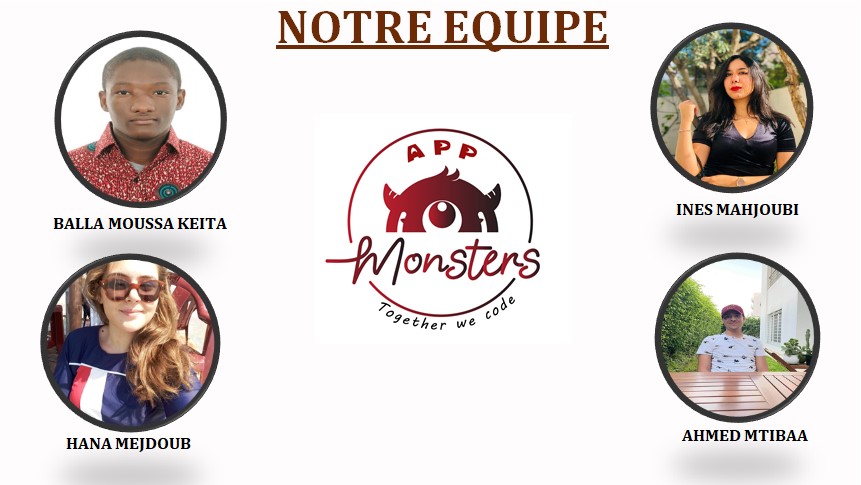 NOTRE EQUIPE
BALLA MOUSSA KEITA
INES MAHJOUBI
APP
Monsters
Together we code
HANA MEJDOUB
AHMED MTIBAA